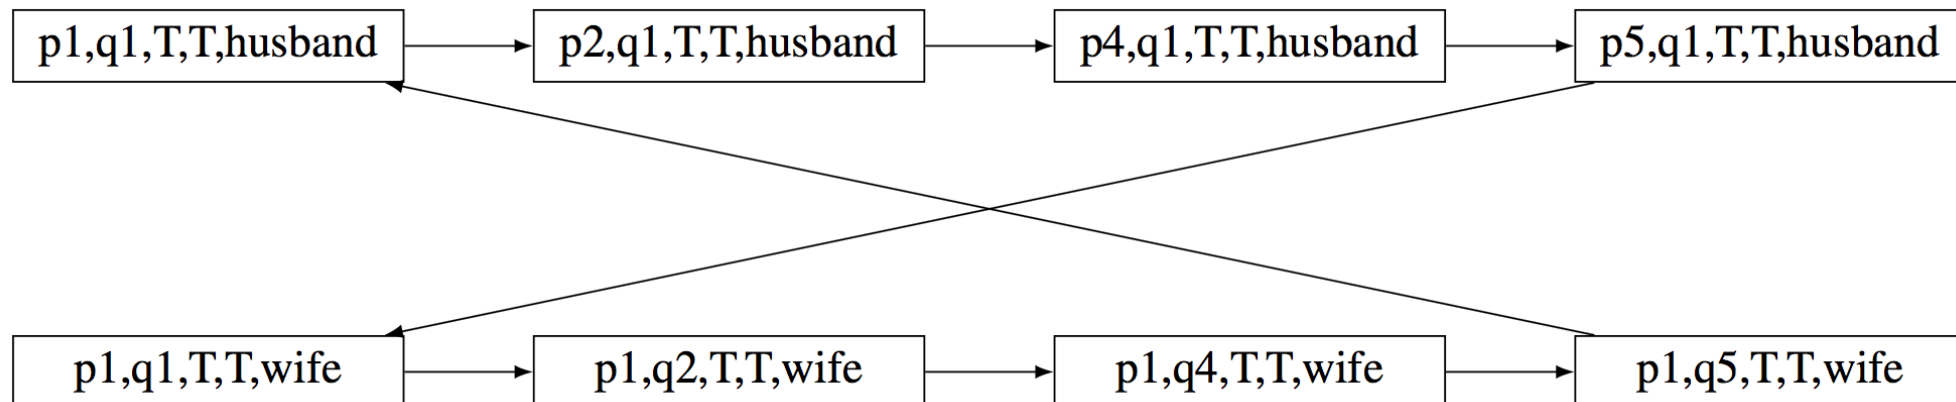 p1,q1,T,T,husband
p2,q1,T,T,husband
p4,q1,T,T,husband
p5,q1,T,T,husband
p1,q1,T,T,wife
p1,q2,T,T,wife
p1,q4,T,T,wife
p1,q5,T,T,wife